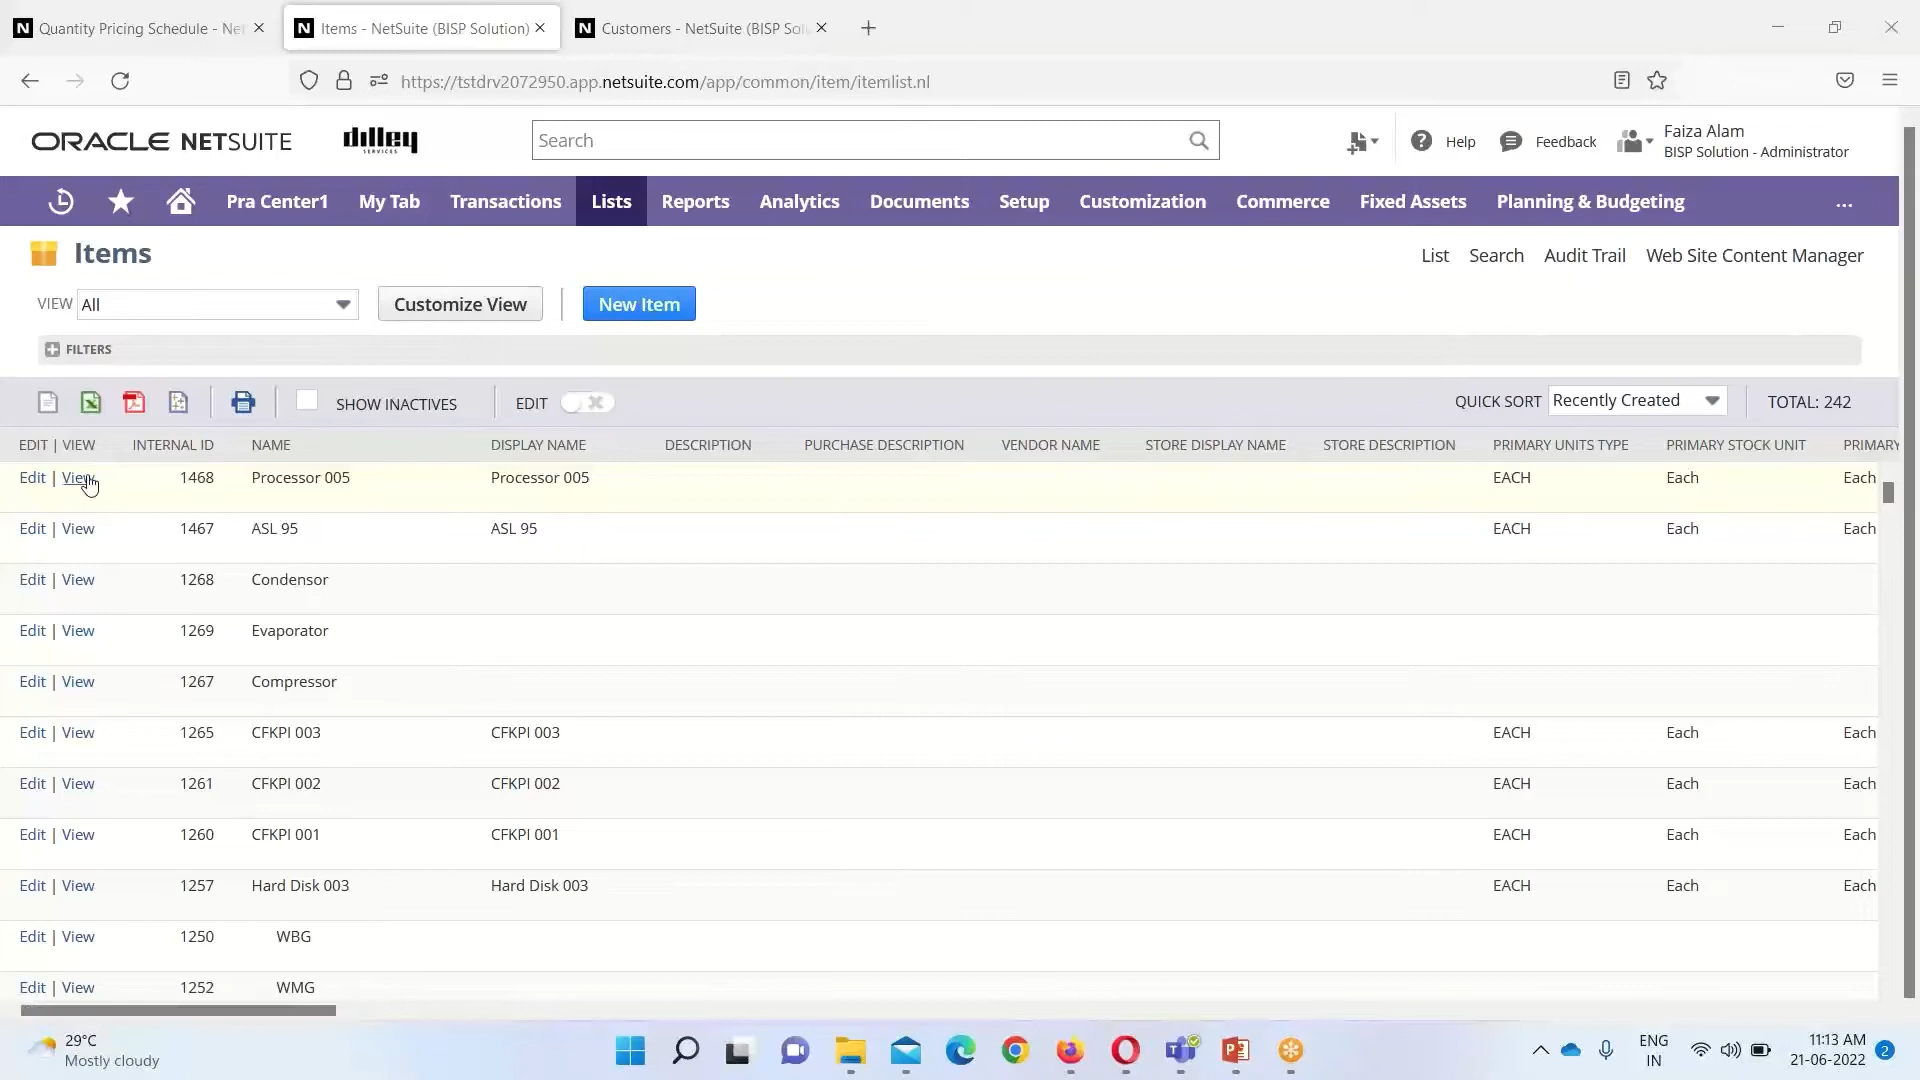 Quantity Pricing Schedule - Net
Items - NetSuite (BISP Solution)
Customers - NetSuite (BISP Solu
https://tstdrv2072950.app.netsuite.com/app/common/item/itemlist.nl
ORACLE NETSUITE
dilley
SERVICES
Search
Help
Feedback
Faiza Alam
BISP Solution - Administrator
Pra Center1 My Tab Transactions Lists Reports Analytics Documents Setup Customization Commerce Fixed Assets Planning & Budgeting ...
Items
List Search Audit Trail Web Site Content Manager
VIEW All Customize View New Item
FILTERS
SHOW INACTIVES EDIT QUICK SORT Recently Created TOTAL: 242
EDIT | VIEW INTERNAL ID NAME DISPLAY NAME DESCRIPTION PURCHASE DESCRIPTION VENDOR NAME STORE DISPLAY NAME STORE DESCRIPTION PRIMARY UNITS TYPE PRIMARY STOCK UNIT PRIMARY
Edit | View 1468 Processor 005 Processor 005 EACH Each Each
Edit | View 1467 ASL 95 ASL 95 EACH Each Each
Edit | View 1268 Condensor
Edit | View 1269 Evaporator
Edit | View 1267 Compressor
Edit | View 1265 CFKPI 003 CFKPI 003 EACH Each Each
Edit | View 1261 CFKPI 002 CFKPI 002 EACH Each Each
Edit | View 1260 CFKPI 001 CFKPI 001 EACH Each Each
Edit | View 1257 Hard Disk 003 Hard Disk 003 EACH Each Each
Edit | View 1250 WBG
Edit | View 1252 WMG
29°C
Mostly cloudy
ENG
IN
11:13 AM
21-06-2022
2